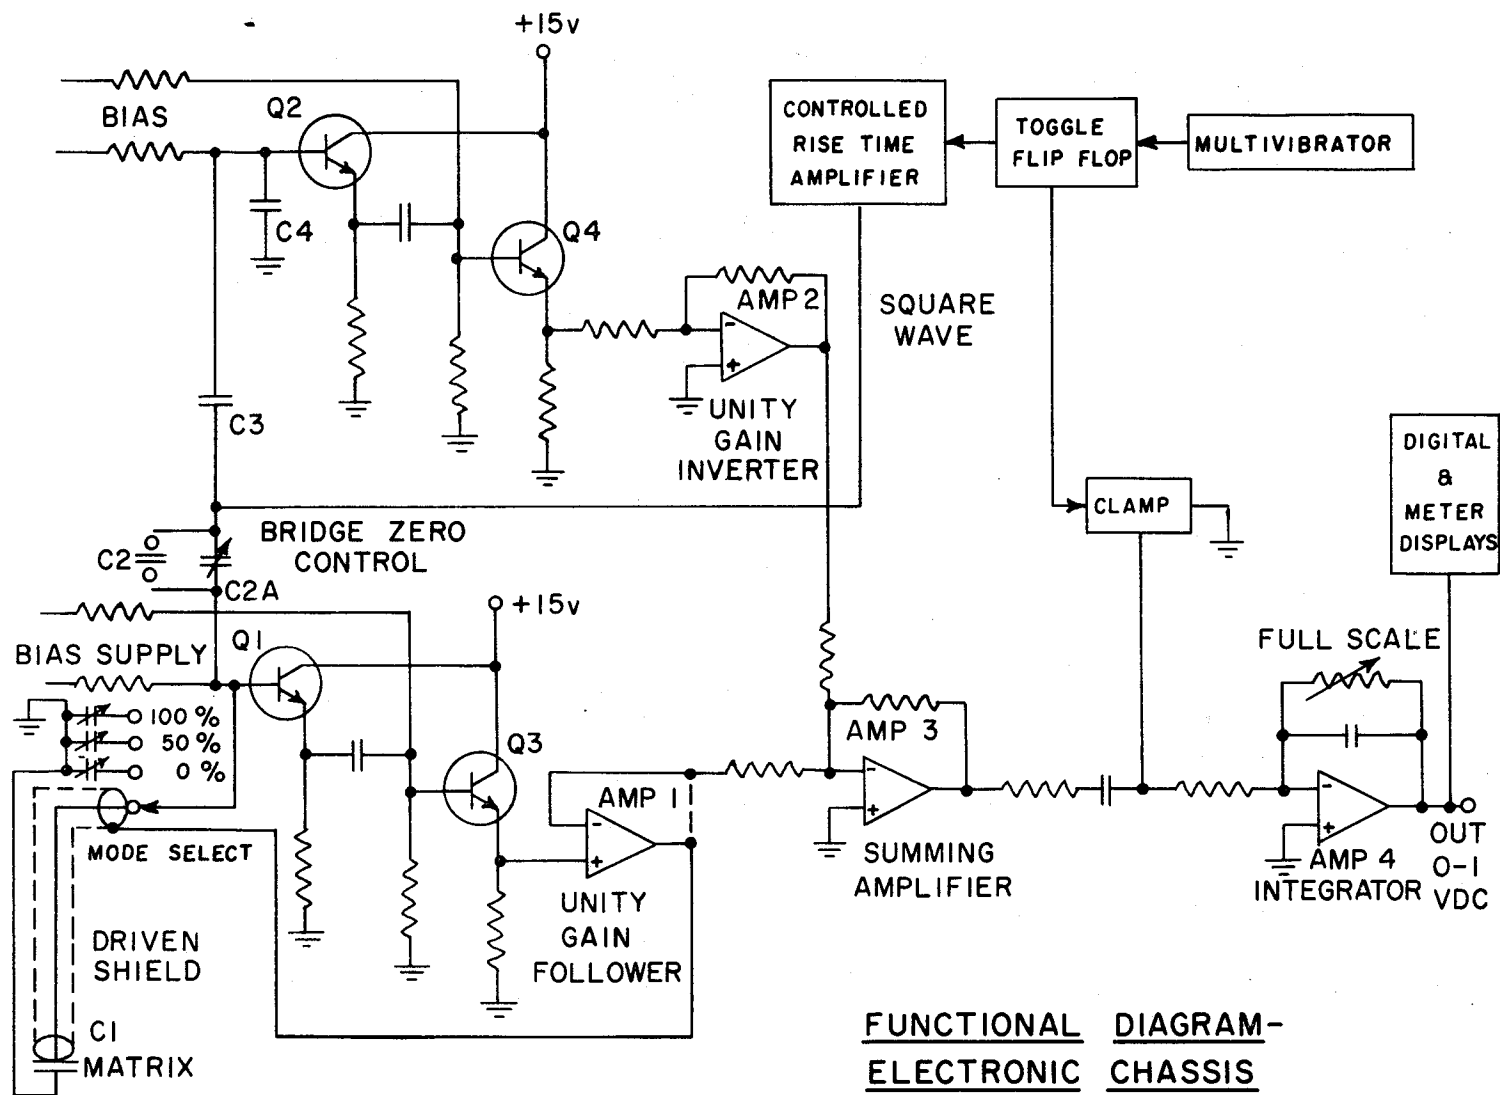 +15v
BIAS
Q2
C4
Q4
CONTROLLED
RISE TIME
AMPLIFIER
TOGGLE
FLIP FLOP
MULTIVIBRATOR
AMP 2
-
+
UNITY
GAIN
INVERTER
SQUARE
WAVE
C3
BRIDGE ZERO
CONTROL
C2
C2A
CLAMP
DIGITAL
&
METER
DISPLAYS
+15v
BIAS SUPPLY
Q1
100 %
50 %
0 %
MODE SELECT
Q3
AMP 1
-
+
UNITY
GAIN
FOLLOWER
AMP 3
-
+
SUMMING
AMPLIFIER
FULL SCALE
-
+
AMP 4
INTEGRATOR
OUT
0-1
VDC
DRIVEN
SHIELD
C1
MATRIX
FUNCTIONAL DIAGRAM-
ELECTRONIC CHASSIS